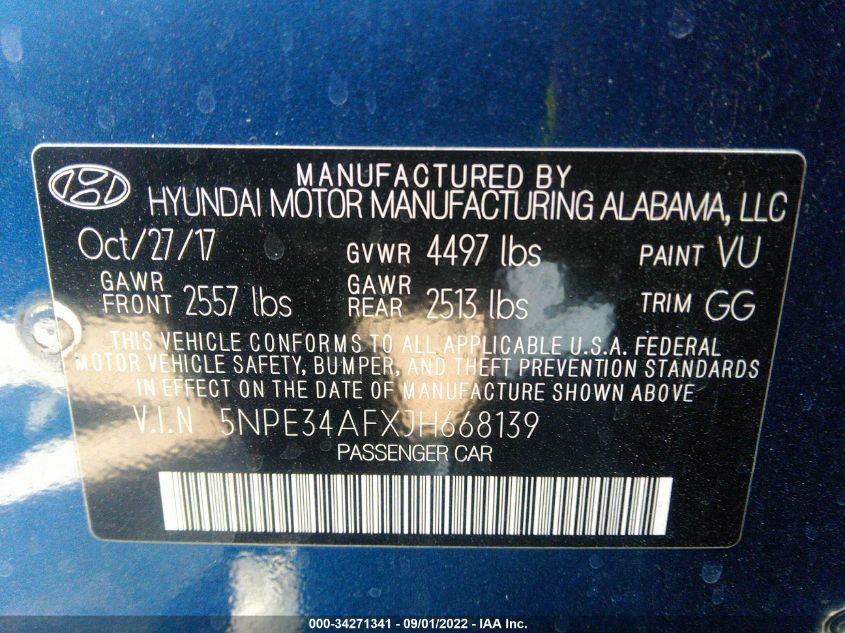 MANUFACTURED BY
HYUNDAI MOTOR MANUFACTURING ALABAMA, LLC
Oct/27/17 GVWR 4497 lbs PAINT VU
GAWR FRONT 2557 lbs GAWR REAR 2513 lbs TRIM GG
THIS VEHICLE CONFORMS TO ALL APPLICABLE U.S.A. FEDERAL
MOTOR VEHICLE SAFETY, BUMPER, AND THEFT PREVENTION STANDARDS
IN EFFECT ON THE DATE OF MANUFACTURE SHOWN ABOVE
V.I.N 5NPE34AFXJH668139
PASSENGER CAR
000-34271341 - 09/01/2022 - IAA Inc.